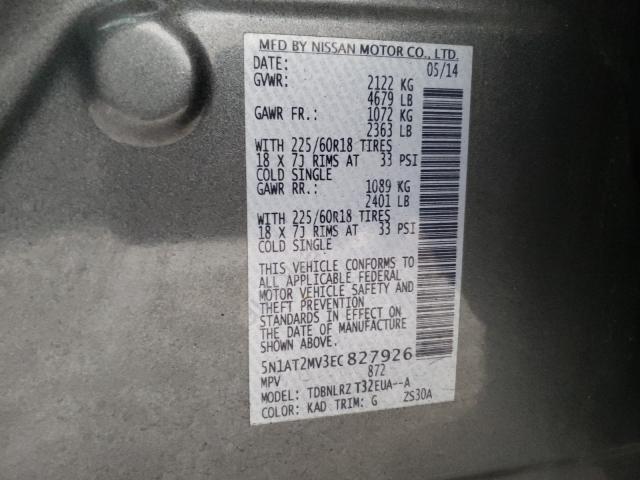 MFD BY NISSAN MOTOR CO., LTD.
DATE: 05/14
GVWR: 2122 KG
4679 LB
GAWR FR.: 1072 KG
2363 LB
WITH 225/60R18 TIRES
18 X 7J RIMS AT 33 PSI
COLD SINGLE
GAWR RR.: 1089 KG
2401 LB
WITH 225/60R18 TIRES
18 X 7J RIMS AT 33 PSI
COLD SINGLE
THIS VEHICLE CONFORMS TO
ALL APPLICABLE FEDERAL
MOTOR VEHICLE SAFETY AND
THEFT PREVENTION
STANDARDS IN EFFECT ON
THE DATE OF MANUFACTURE
SHOWN ABOVE.
5N1AT2MV3EC827926
MPV 872
MODEL: TDBNLRZ T32EUA--A
COLOR: KAD TRIM: G ZS30A